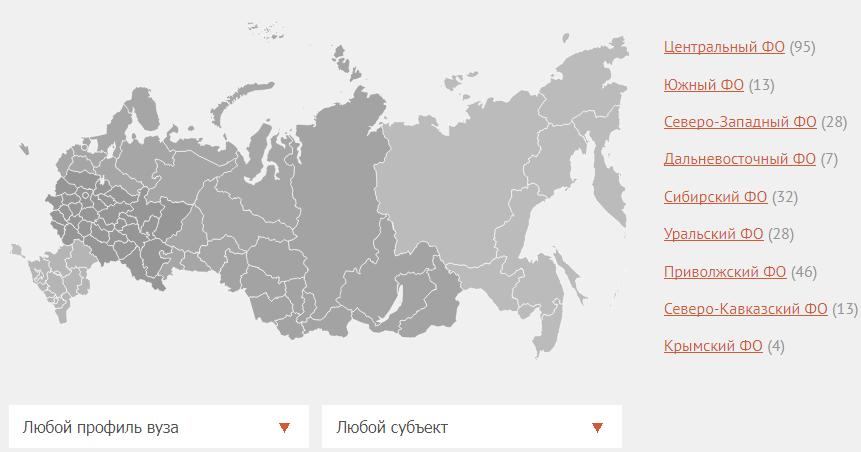 Центральный ФО (95)
Южный ФО (13)
Северо-Западный ФО (28)
Дальневосточный ФО (7)
Сибирский ФО (32)
Уральский ФО (28)
Приволжский ФО (46)
Северо-Кавказский ФО (13)
Крымский ФО (4)
Любой профиль вуза
Любой субъект